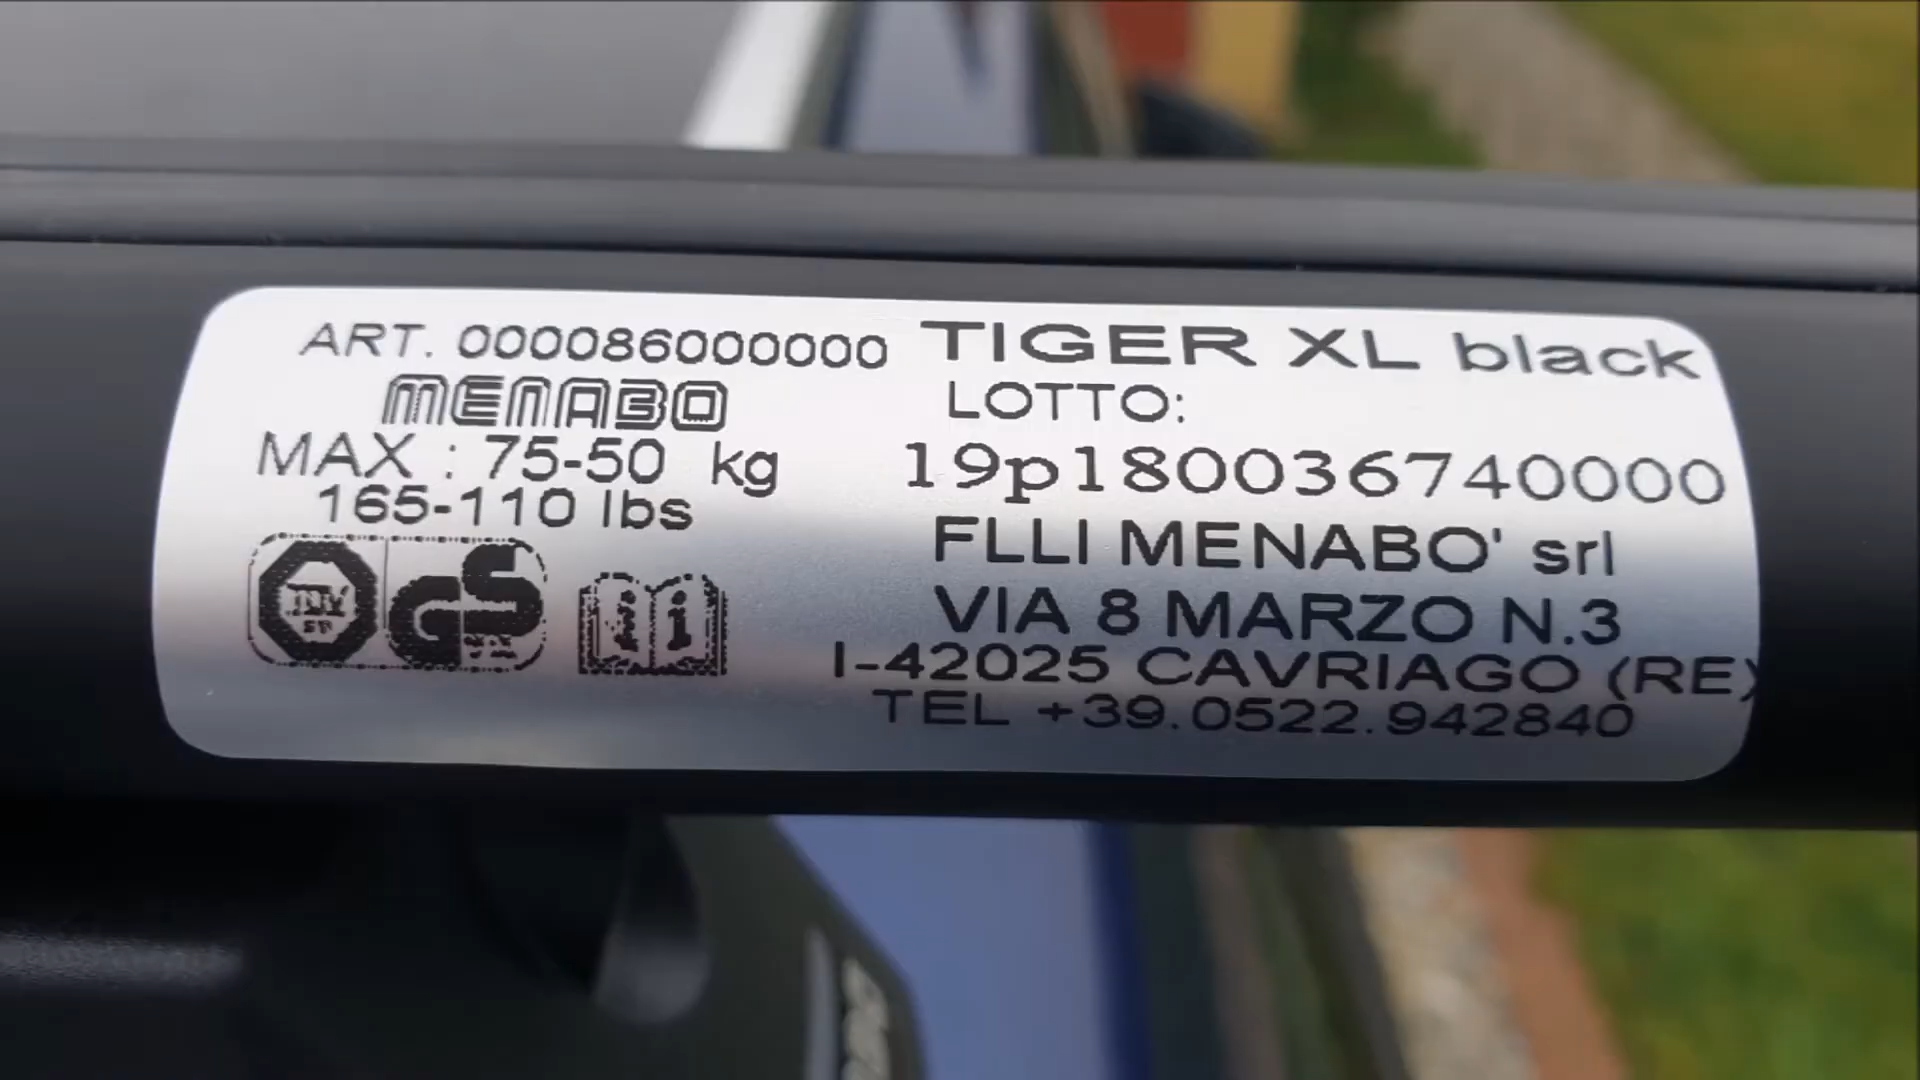 ART. 000086000000
MENABO
MAX : 75-50 kg
165-110 lbs
GS
TIGER XL black
LOTTO:
19p180036740000
FLLI MENABO' srl
VIA 8 MARZO N.3
I-42025 CAVRIAGO (RE)
TEL +39.0522.942840